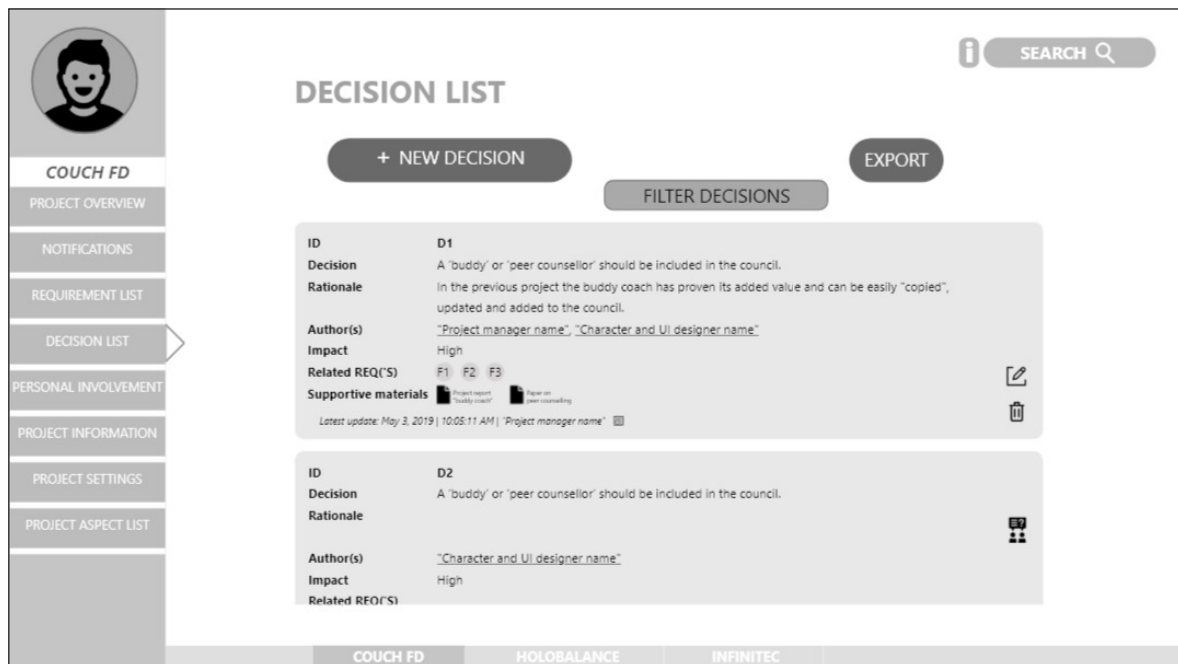 COUCH FD
PROJECT OVERVIEW
NOTIFICATIONS
REQUIREMENT LIST
DECISION LIST
PERSONAL INVOLVEMENT
PROJECT INFORMATION
PROJECT SETTINGS
PROJECT ASPECT LIST
i
SEARCH
DECISION LIST
+ NEW DECISION
EXPORT
FILTER DECISIONS
ID D1
Decision A 'buddy' or 'peer counsellor' should be included in the council.
Rationale In the previous project the buddy coach has proven its added value and can be easily "copied",
updated and added to the council.
Author(s) "Project manager name", "Character and UI designer name"
Impact High
Related REQ('S) F1 F2 F3
Supportive materials Project report "buddy coach" Paper on peer counselling
Latest update: May 3, 2019 | 10:05:11 AM | "Project manager name"
ID D2
Decision A 'buddy' or 'peer counsellor' should be included in the council.
Rationale
Author(s) "Character and UI designer name"
Impact High
Related REQ('S)
COUCH FD HOLOBALANCE INFINITEC